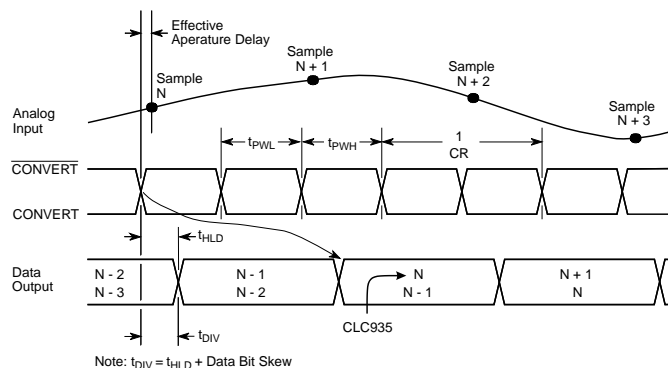 Effective
Aperature Delay
Sample
N
Sample
N + 1
Sample
N + 2
Sample
N + 3
Analog
Input
tPWL
tPWH
1
CR
CONVERT
CONVERT
tHLD
Data
Output
N - 2
N - 3
N - 1
N - 2
N
N - 1
N + 1
N
CLC935
tDIV
Note: tDIV = tHLD + Data Bit Skew